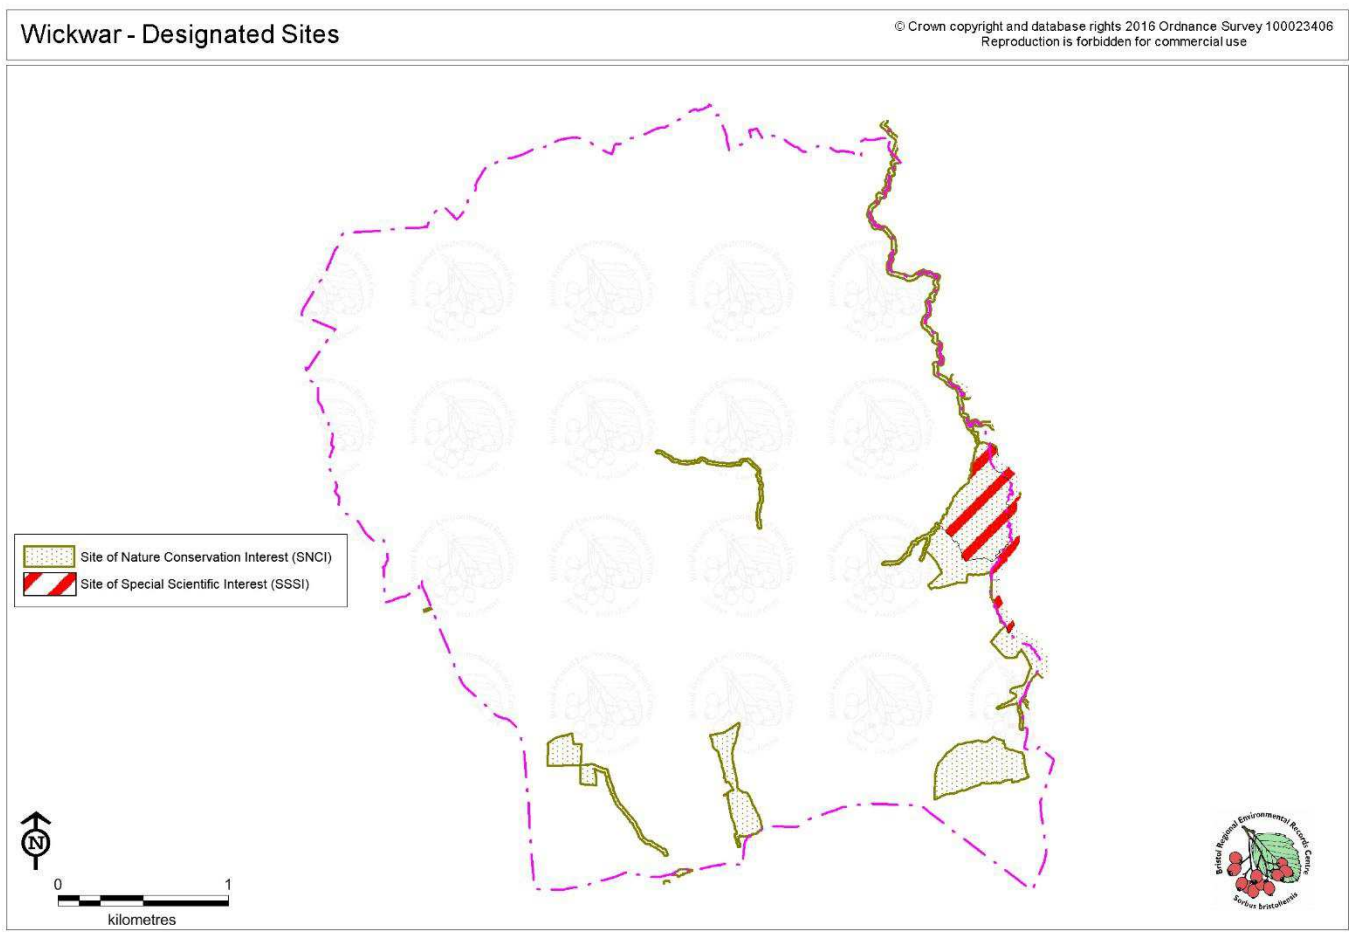 Wickwar - Designated Sites
© Crown copyright and database rights 2016 Ordnance Survey 100023406
Reproduction is forbidden for commercial use
Site of Nature Conservation Interest (SNCI)
Site of Special Scientific Interest (SSSI)
N
0 1
kilometres
Bristol Regional Environmental Records Centre
Sorbus bristoliensis